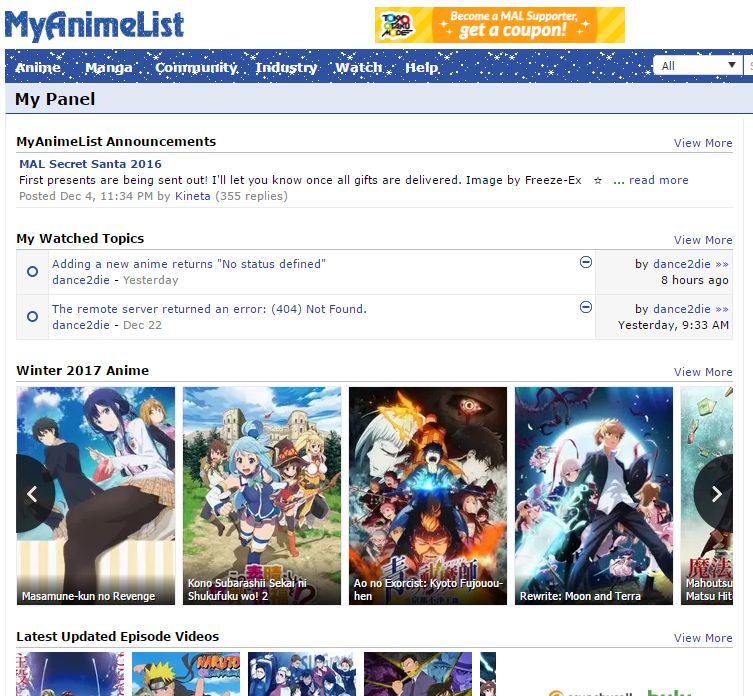 MyAnimeList
TOKYO OTAKU MODE
Become a MAL Supporter,
get a coupon!
Anime Manga Community Industry Watch Help
All
My Panel
MyAnimeList Announcements View More
MAL Secret Santa 2016
First presents are being sent out! I'll let you know once all gifts are delivered. Image by Freeze-Ex ☆ ... read more
Posted Dec 4, 11:34 PM by Kineta (355 replies)
My Watched Topics View More
Adding a new anime returns "No status defined" by dance2die »»
dance2die - Yesterday 8 hours ago
The remote server returned an error: (404) Not Found. by dance2die »»
dance2die - Dec 22 Yesterday, 9:33 AM
Winter 2017 Anime View More
Masamune-kun no Revenge
Kono Subarashii Sekai ni
Shukufuku wo! 2
Ao no Exorcist: Kyoto Fujouou-
hen
Rewrite: Moon and Terra
Mahoutsu
Matsu Hit
Latest Updated Episode Videos View More
NARUTO
hulu